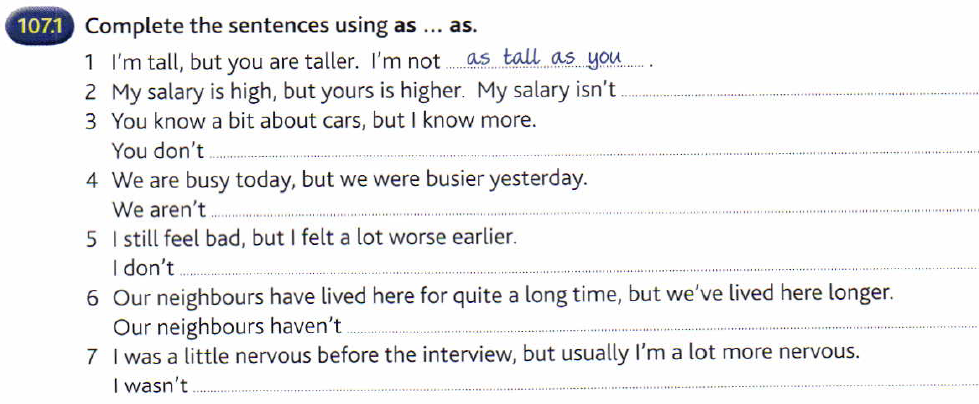 107.1 Complete the sentences using as ... as.
1 I'm tall, but you are taller. I'm not as tall as you .
2 My salary is high, but yours is higher. My salary isn't
3 You know a bit about cars, but I know more.
You don't
4 We are busy today, but we were busier yesterday.
We aren't
5 I still feel bad, but I felt a lot worse earlier.
I don't
6 Our neighbours have lived here for quite a long time, but we've lived here longer.
Our neighbours haven't
7 I was a little nervous before the interview, but usually I'm a lot more nervous.
I wasn't